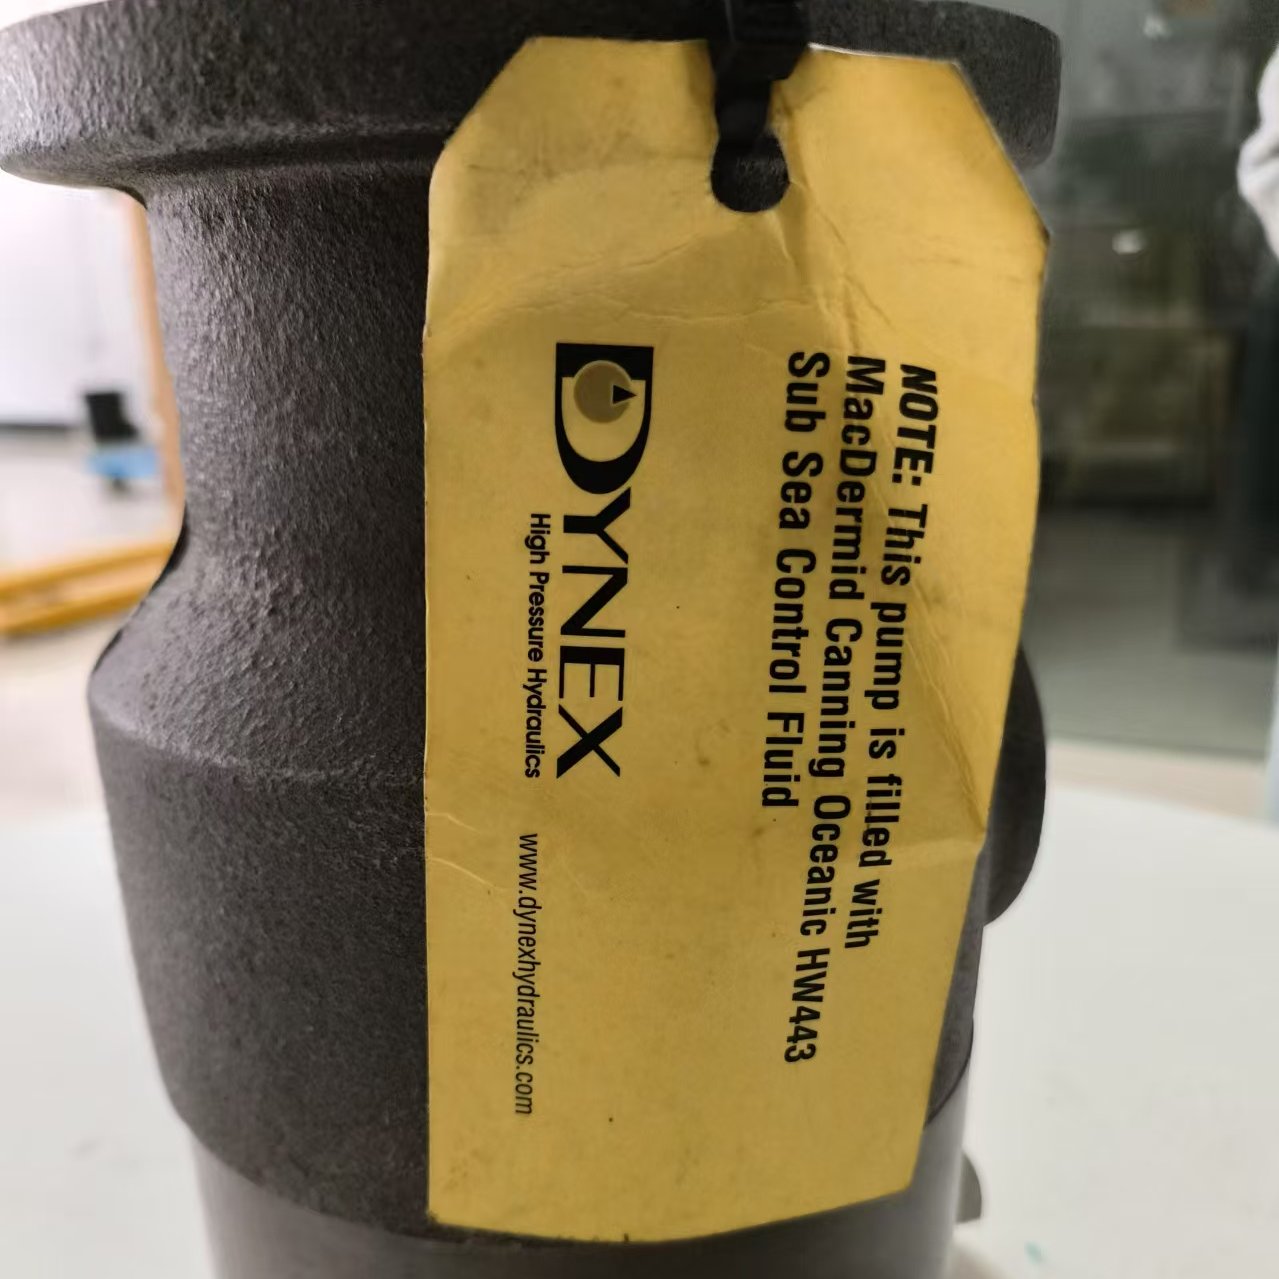 NOTE: This pump is filled with
MacDermid Canning Oceanic HW443
Sub Sea Control Fluid
DYNEX
High Pressure Hydraulics
www.dynexhydraulics.com